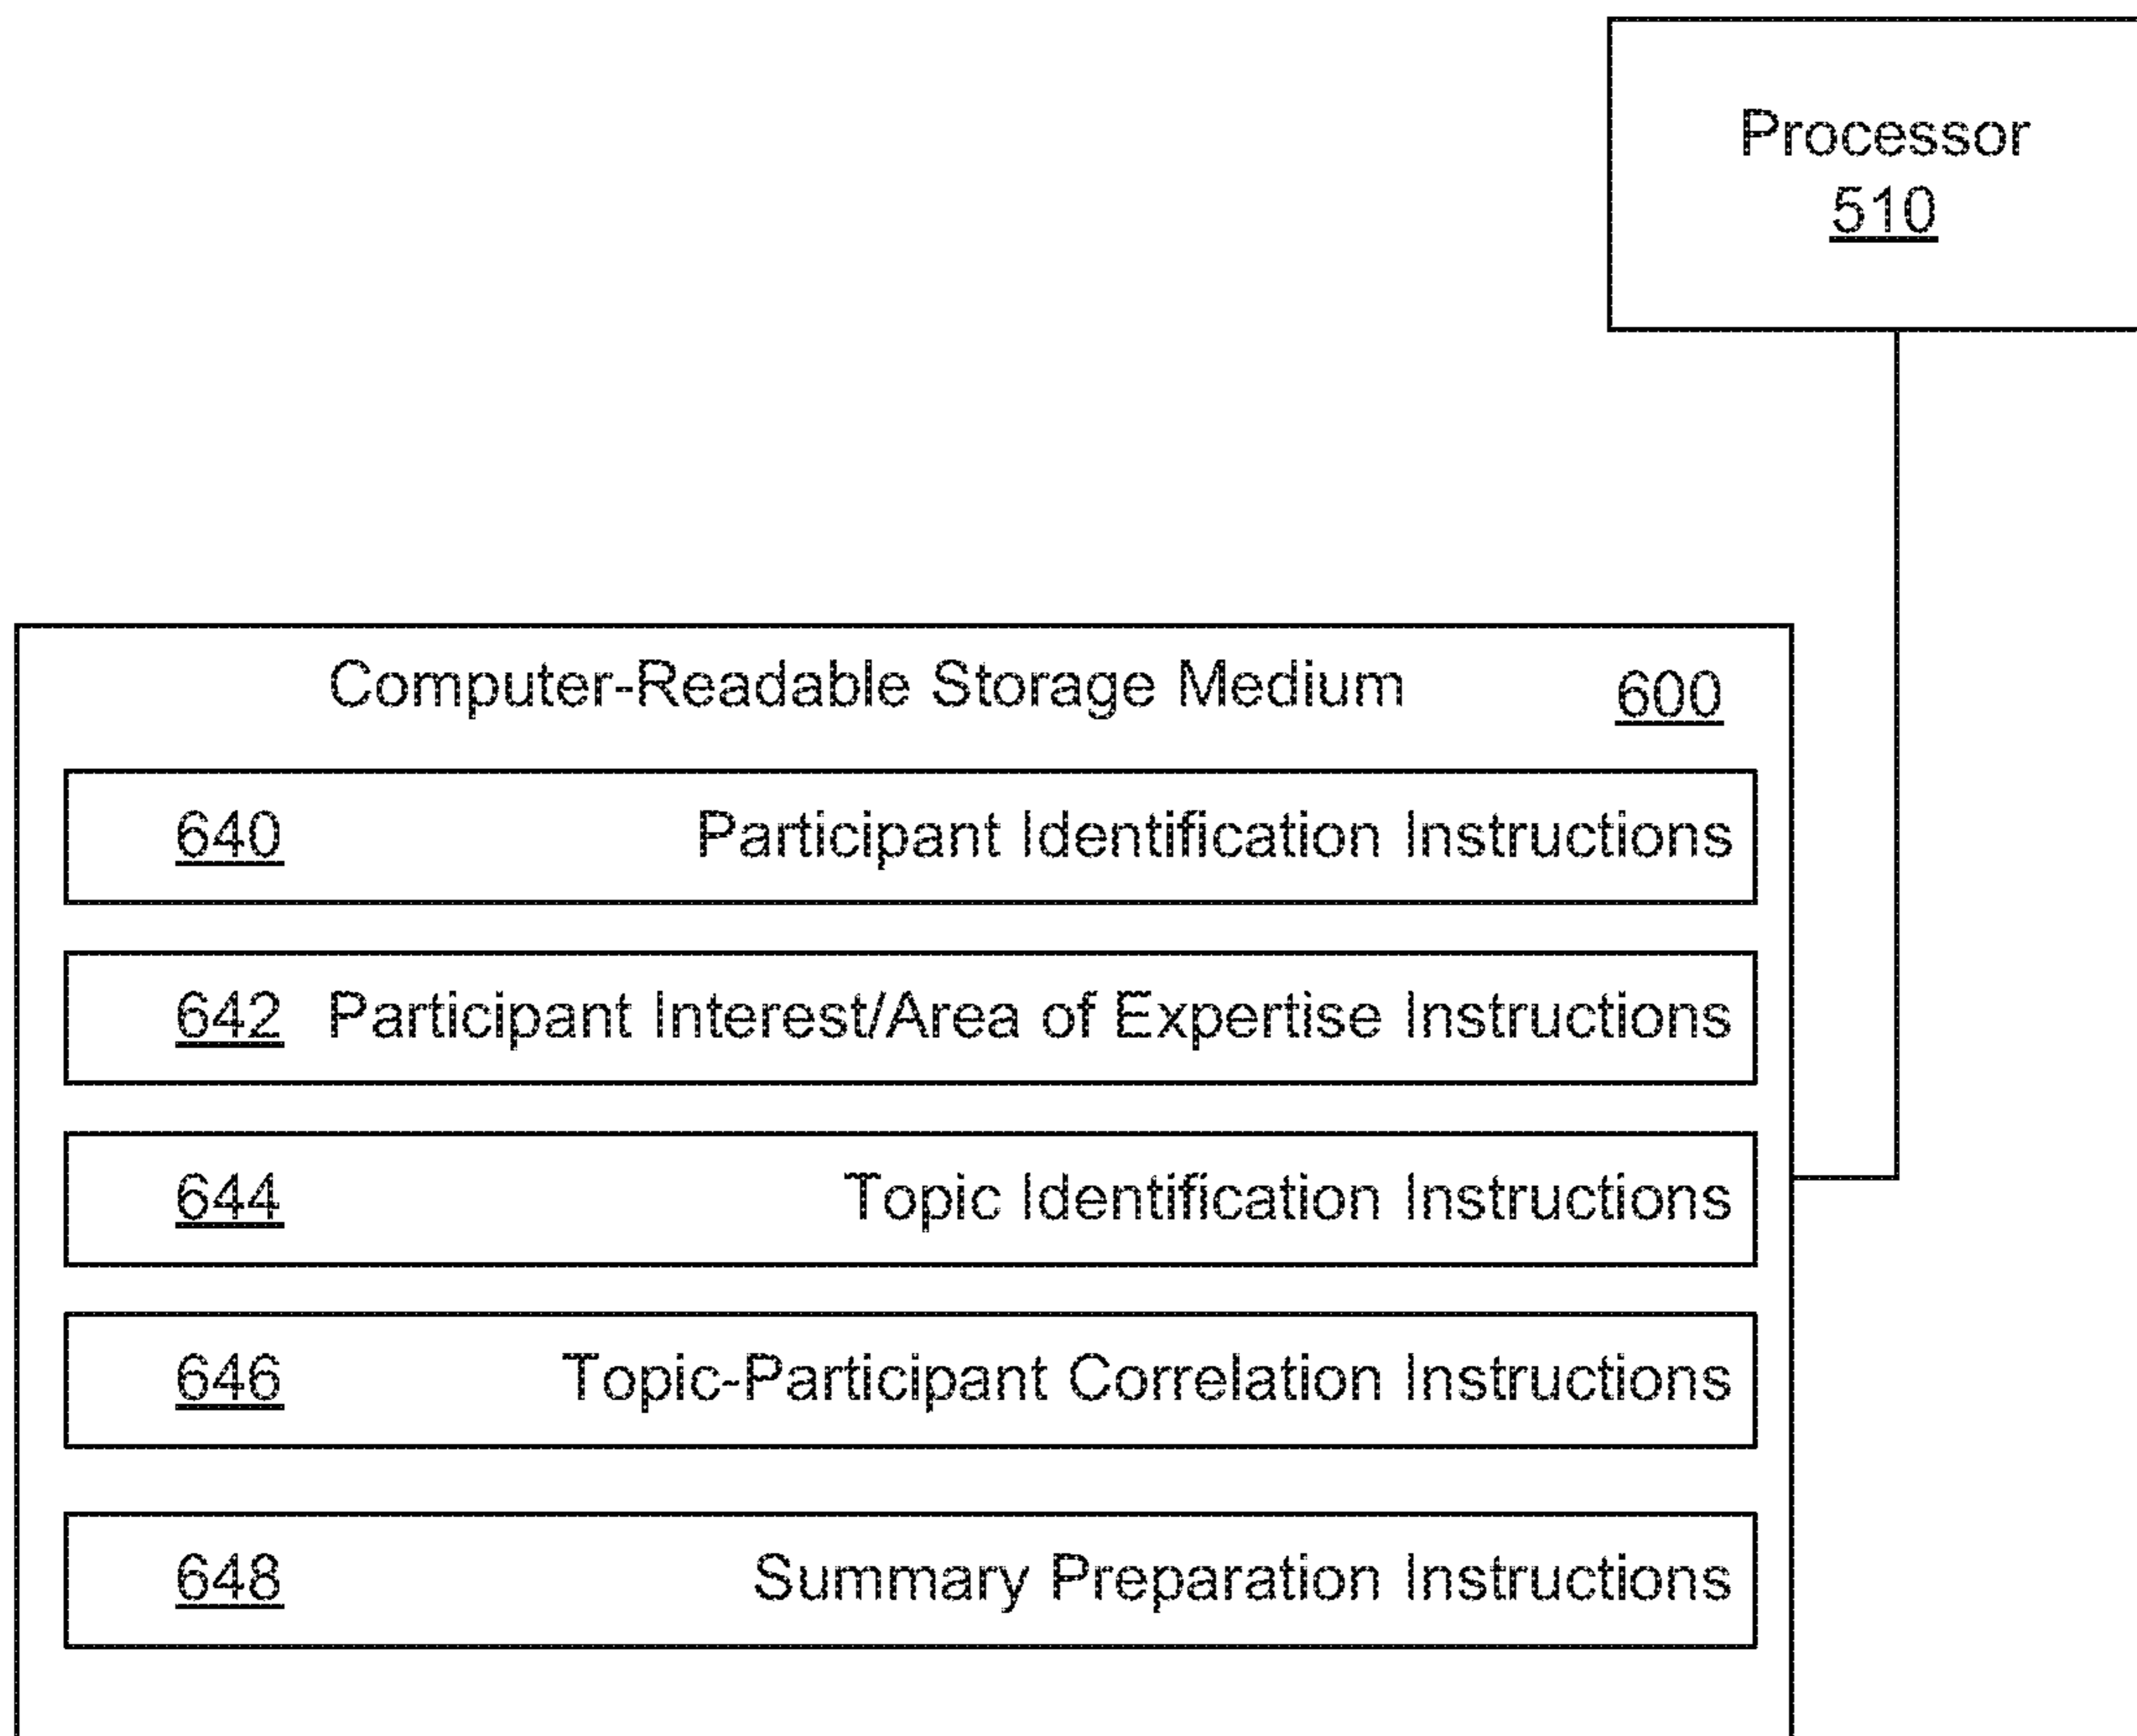 Processor
510
Computer-Readable Storage Medium 600
640 Participant Identification Instructions
642 Participant Interest/Area of Expertise Instructions
644 Topic Identification Instructions
646 Topic-Participant Correlation Instructions
648 Summary Preparation Instructions